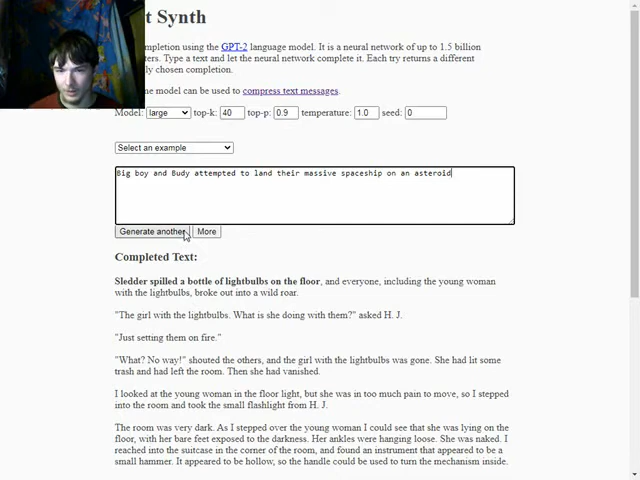 t Synth
ompletion using the GPT-2 language model. It is a neural network of up to 1.5 billion
ters. Type a text and let the neural network complete it. Each try returns a different
ly chosen completion.
ne model can be used to compress text messages.
Model: large top-k: 40 top-p: 0.9 temperature: 1.0 seed: 0
Select an example
Big boy and Budy attempted to land their massive spaceship on an asteroid
Generate another More
Completed Text:
Sledder spilled a bottle of lightbulbs on the floor, and everyone, including the young woman
with the lightbulbs, broke out into a wild roar.
"The girl with the lightbulbs. What is she doing with them?" asked H. J.
"Just setting them on fire."
"What? No way!" shouted the others, and the girl with the lightbulbs was gone. She had lit some
trash and had left the room. Then she had vanished.
I looked at the young woman in the floor light, but she was in too much pain to move, so I stepped
into the room and took the small flashlight from H. J.
The room was very dark. As I stepped over the young woman I could see that she was lying on the
floor, with her bare feet exposed to the darkness. Her ankles were hanging loose. She was naked. I
reached into the suitcase in the corner of the room, and found an instrument that appeared to be a
small hammer. It appeared to be hollow, so the handle could be used to turn the mechanism inside.